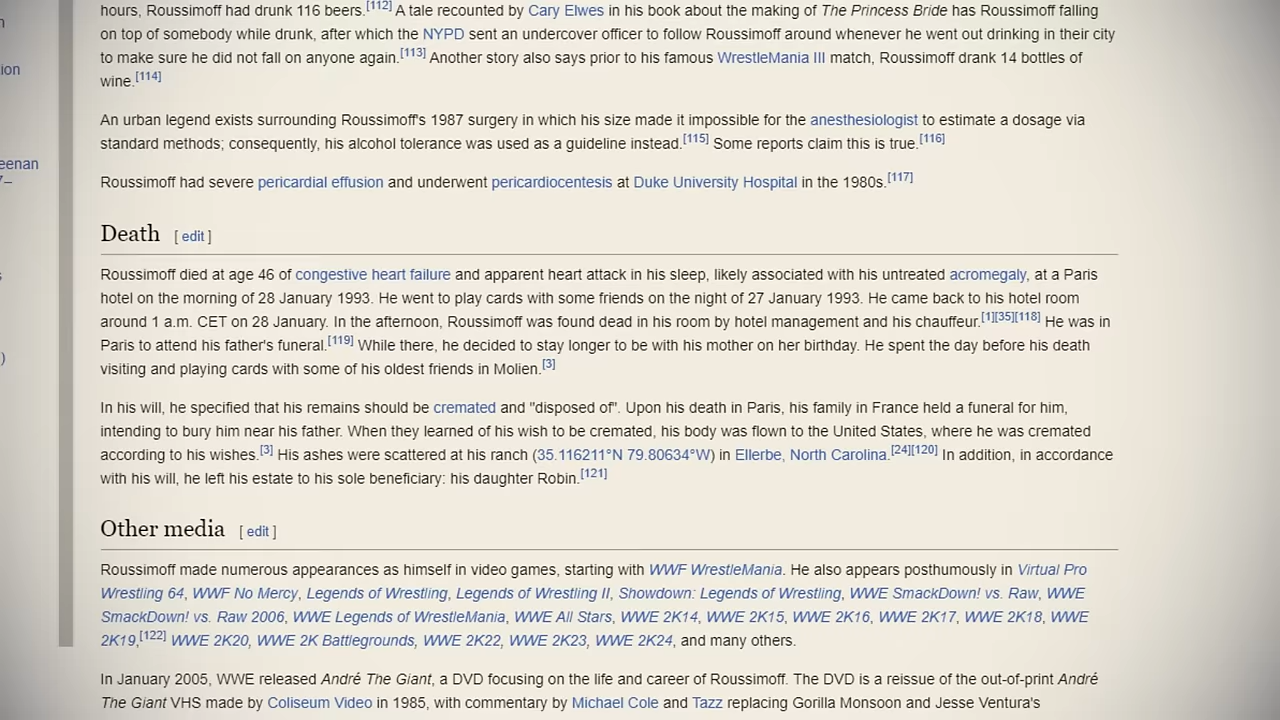 hours, Roussimoff had drunk 116 beers.[112] A tale recounted by Cary Elwes in his book about the making of The Princess Bride has Roussimoff falling
on top of somebody while drunk, after which the NYPD sent an undercover officer to follow Roussimoff around whenever he went out drinking in their city
to make sure he did not fall on anyone again.[113] Another story also says prior to his famous WrestleMania III match, Roussimoff drank 14 bottles of
wine.[114]
An urban legend exists surrounding Roussimoff's 1987 surgery in which his size made it impossible for the anesthesiologist to estimate a dosage via
standard methods; consequently, his alcohol tolerance was used as a guideline instead.[115] Some reports claim this is true.[116]
Roussimoff had severe pericardial effusion and underwent pericardiocentesis at Duke University Hospital in the 1980s.[117]
Death [ edit ]
Roussimoff died at age 46 of congestive heart failure and apparent heart attack in his sleep, likely associated with his untreated acromegaly, at a Paris
hotel on the morning of 28 January 1993. He went to play cards with some friends on the night of 27 January 1993. He came back to his hotel room
around 1 a.m. CET on 28 January. In the afternoon, Roussimoff was found dead in his room by hotel management and his chauffeur.[1][35][118] He was in
Paris to attend his father's funeral.[119] While there, he decided to stay longer to be with his mother on her birthday. He spent the day before his death
visiting and playing cards with some of his oldest friends in Molien.[3]
In his will, he specified that his remains should be cremated and "disposed of". Upon his death in Paris, his family in France held a funeral for him,
intending to bury him near his father. When they learned of his wish to be cremated, his body was flown to the United States, where he was cremated
according to his wishes.[3] His ashes were scattered at his ranch (35.116211°N 79.80634°W) in Ellerbe, North Carolina.[24][120] In addition, in accordance
with his will, he left his estate to his sole beneficiary: his daughter Robin.[121]
Other media [ edit ]
Roussimoff made numerous appearances as himself in video games, starting with WWF WrestleMania. He also appears posthumously in Virtual Pro
Wrestling 64, WWF No Mercy, Legends of Wrestling, Legends of Wrestling II, Showdown: Legends of Wrestling, WWE SmackDown! vs. Raw, WWE
SmackDown! vs. Raw 2006, WWE Legends of WrestleMania, WWE All Stars, WWE 2K14, WWE 2K15, WWE 2K16, WWE 2K17, WWE 2K18, WWE
2K19,[122] WWE 2K20, WWE 2K Battlegrounds, WWE 2K22, WWE 2K23, WWE 2K24, and many others.
In January 2005, WWE released André The Giant, a DVD focusing on the life and career of Roussimoff. The DVD is a reissue of the out-of-print André
The Giant VHS made by Coliseum Video in 1985, with commentary by Michael Cole and Tazz replacing Gorilla Monsoon and Jesse Ventura's